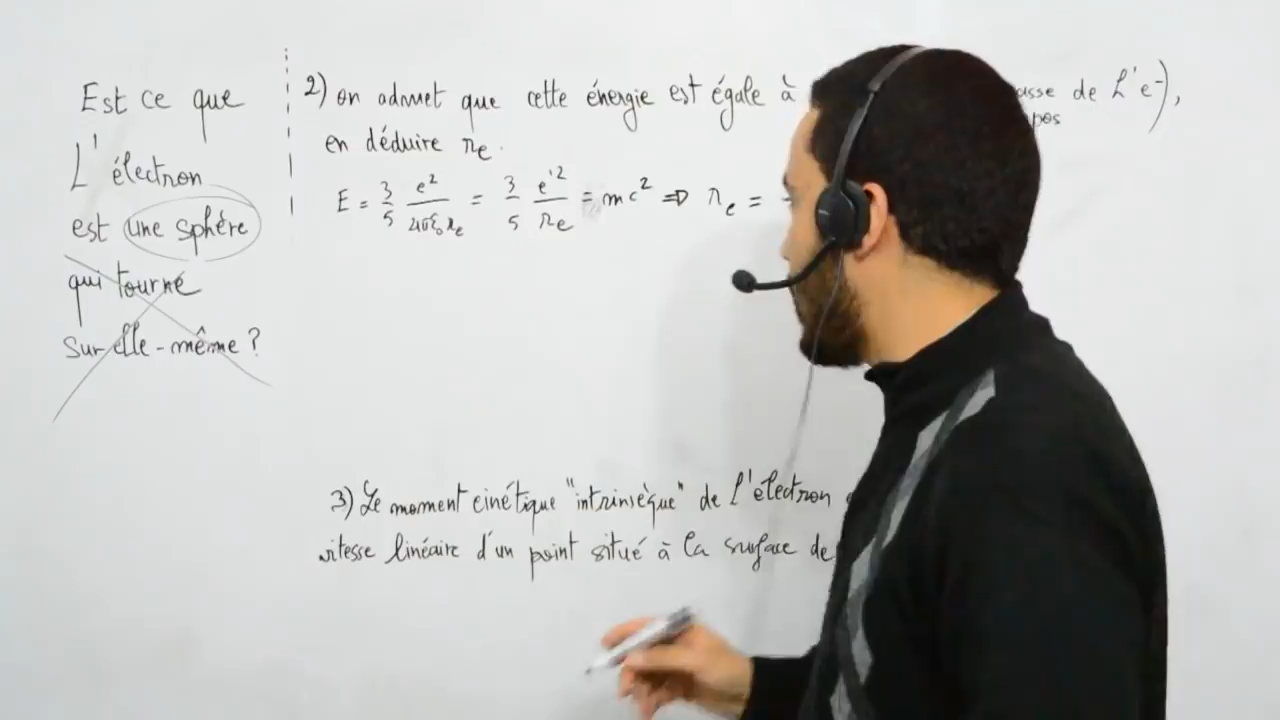 Est ce que
L'électron
est une sphère
qui tourne
sur elle-même ?
2) on admet que cette énergie est égale à asse de L'e⁻),
pos
en déduire re.
E = 3/5 e²/4πε₀re = 3/5 e'²/re = mc² ⇒ re =
3) Le moment cinétique "intrinsèque" de l'électron
vitesse linéaire d'un point situé à la surface de